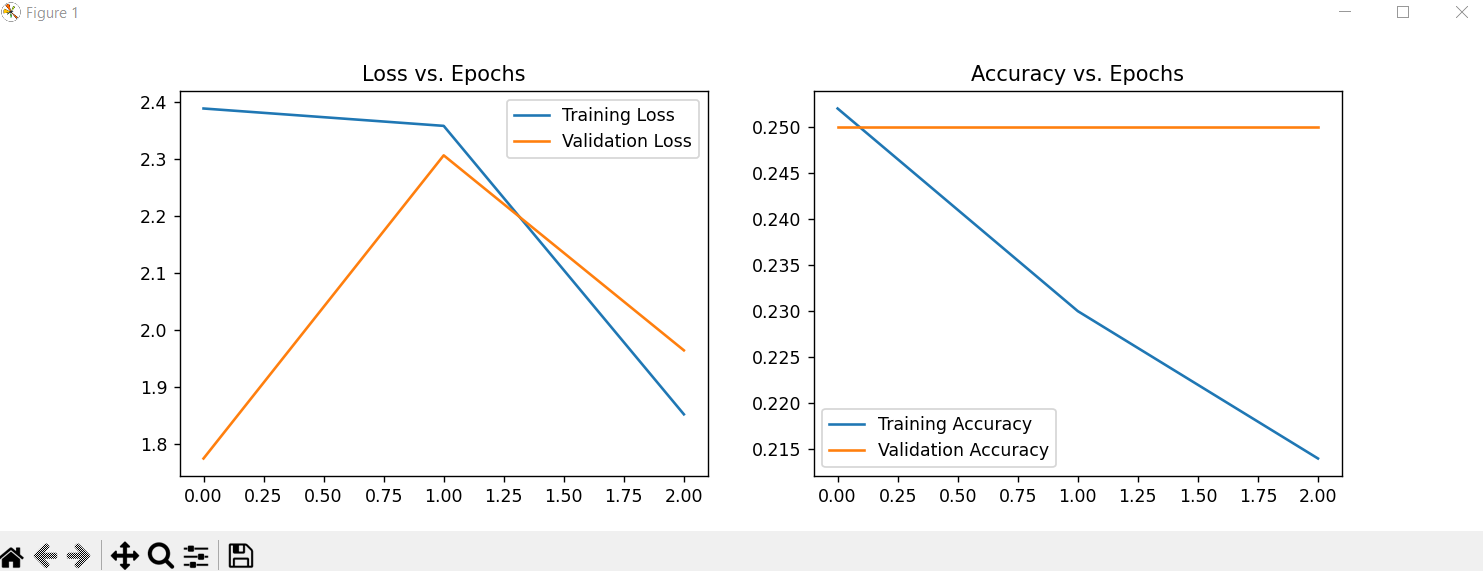 Figure 1
Loss vs. Epochs
2.4
2.3
2.2
2.1
2.0
1.9
1.8
Training Loss
Validation Loss
0.00 0.25 0.50 0.75 1.00 1.25 1.50 1.75 2.00
Accuracy vs. Epochs
0.250
0.245
0.240
0.235
0.230
0.225
0.220
0.215
Training Accuracy
Validation Accuracy
0.00 0.25 0.50 0.75 1.00 1.25 1.50 1.75 2.00